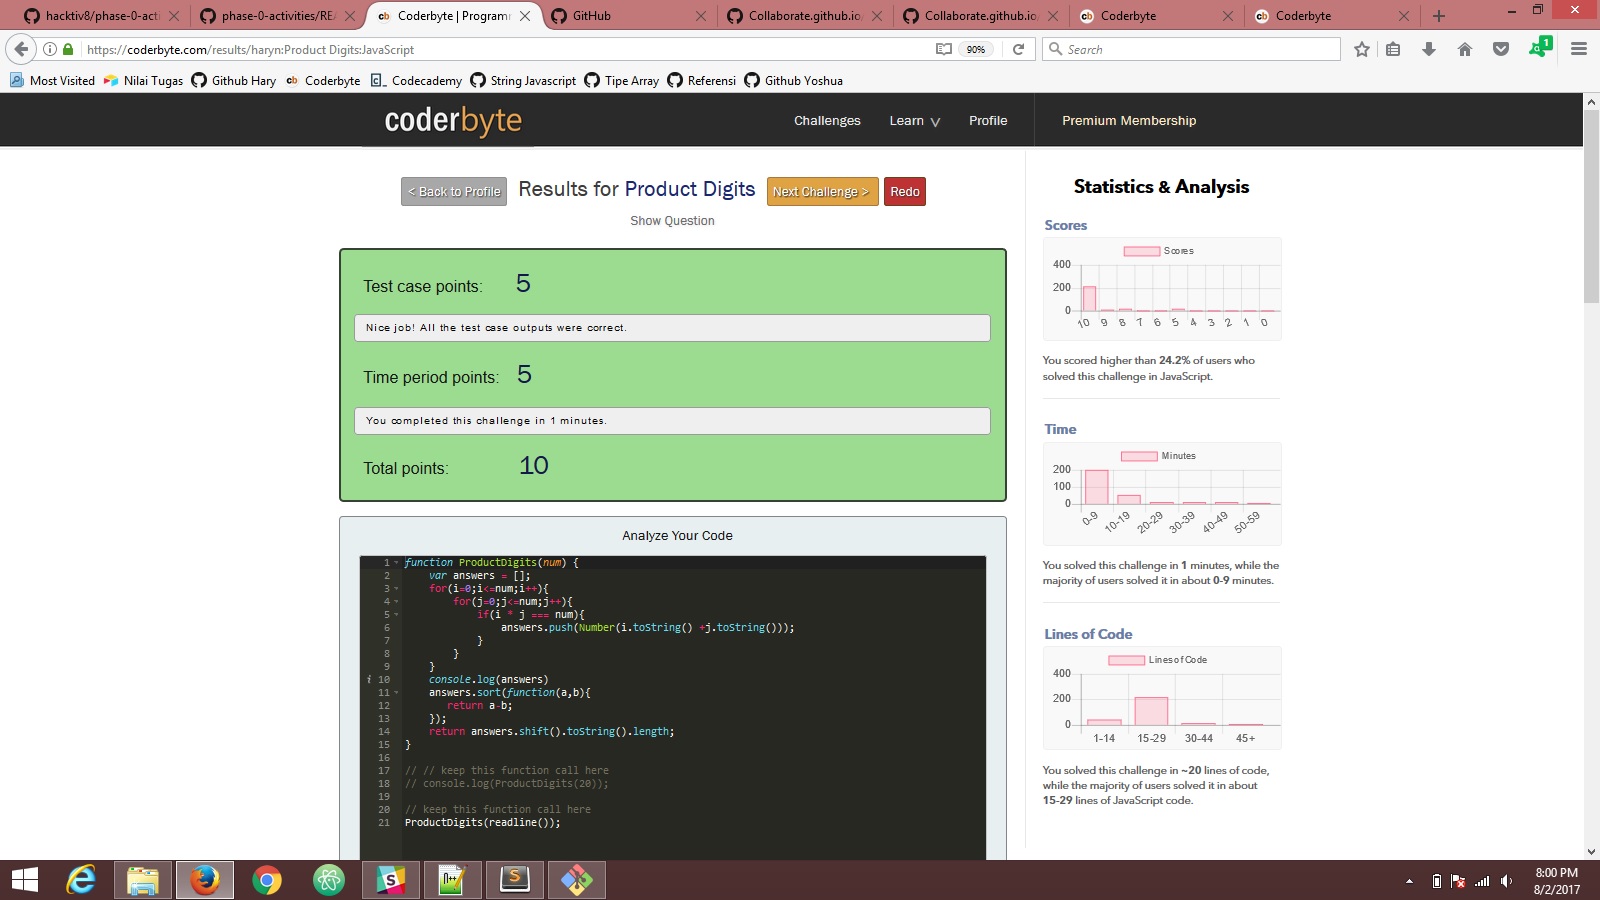 hacktiv8/phase-0-acti
phase-0-activities/REA
Coderbyte | Program
GitHub
Collaborate.github.io
Collaborate.github.io
Coderbyte
Coderbyte
https://coderbyte.com/results/haryn:Product Digits:JavaScript
90%
Search
1
Most Visited
Nilai Tugas
Github Hary
Coderbyte
Codecademy
String Javascript
Tipe Array
Referensi
Github Yoshua
coderbyte
Challenges
Learn
Profile
Premium Membership
< Back to Profile
Results for Product Digits
Next Challenge >
Redo
Show Question
Test case points: 5
Nice job! All the test case outputs were correct.
Time period points: 5
You completed this challenge in 1 minutes.
Total points: 10
Analyze Your Code
1 function ProductDigits(num) {
2 var answers = [];
3 for(i=0;i<=num;i++){
4 for(j=0;j<=num;j++){
5 if(i * j === num){
6 answers.push(Number(i.toString() +j.toString()));
7 }
8 }
9 }
i 10 console.log(answers)
11 answers.sort(function(a,b){
12 return a-b;
13 });
14 return answers.shift().toString().length;
15 }
16
17 // // keep this function call here
18 // console.log(ProductDigits(20));
19
20 // keep this function call here
21 ProductDigits(readline());
Statistics & Analysis
Scores
Scores
400
200
0
10 9 8 7 6 5 4 3 2 1 0
You scored higher than 24.2% of users who
solved this challenge in JavaScript.
Time
Minutes
200
100
0
0-9 10-19 20-29 30-39 40-49 50-59
You solved this challenge in 1 minutes, while the
majority of users solved it in about 0-9 minutes.
Lines of Code
Lines of Code
400
200
0
1-14 15-29 30-44 45+
You solved this challenge in ~20 lines of code,
while the majority of users solved it in about
15-29 lines of JavaScript code.
8:00 PM
8/2/2017